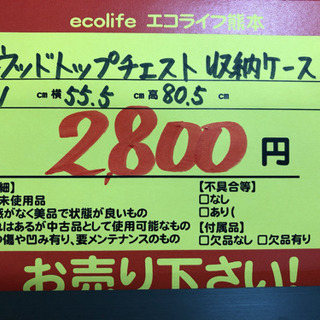 ecolife エコライフ熊本
ウッドトップチェスト 収納ケース
cm 横 55.5 cm 高 80.5 cm
2,800 円
細】
未使用品
感がなく美品で状態が良いもの
れはあるが中古品として使用可能なもの
の傷や凹み有り、要メンテナンスのもの
【不具合等】
□なし
□あり(
【付属品】
□欠品なし □欠品有り
お売り下さい!